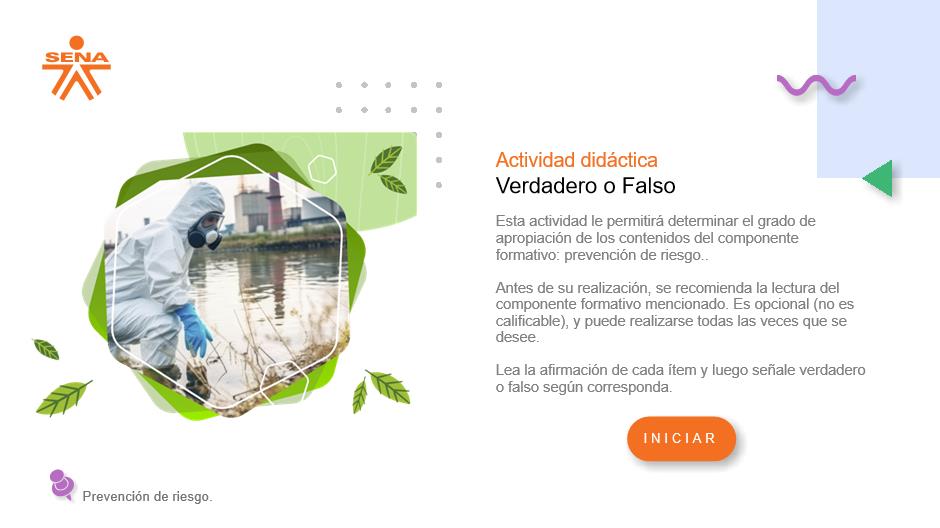 SENA
Actividad didáctica
Verdadero o Falso
Esta actividad le permitirá determinar el grado de
apropiación de los contenidos del componente
formativo: prevención de riesgo..
Antes de su realización, se recomienda la lectura del
componente formativo mencionado. Es opcional (no es
calificable), y puede realizarse todas las veces que se
desee.
Lea la afirmación de cada ítem y luego señale verdadero
o falso según corresponda.
INICIAR
Prevención de riesgo.